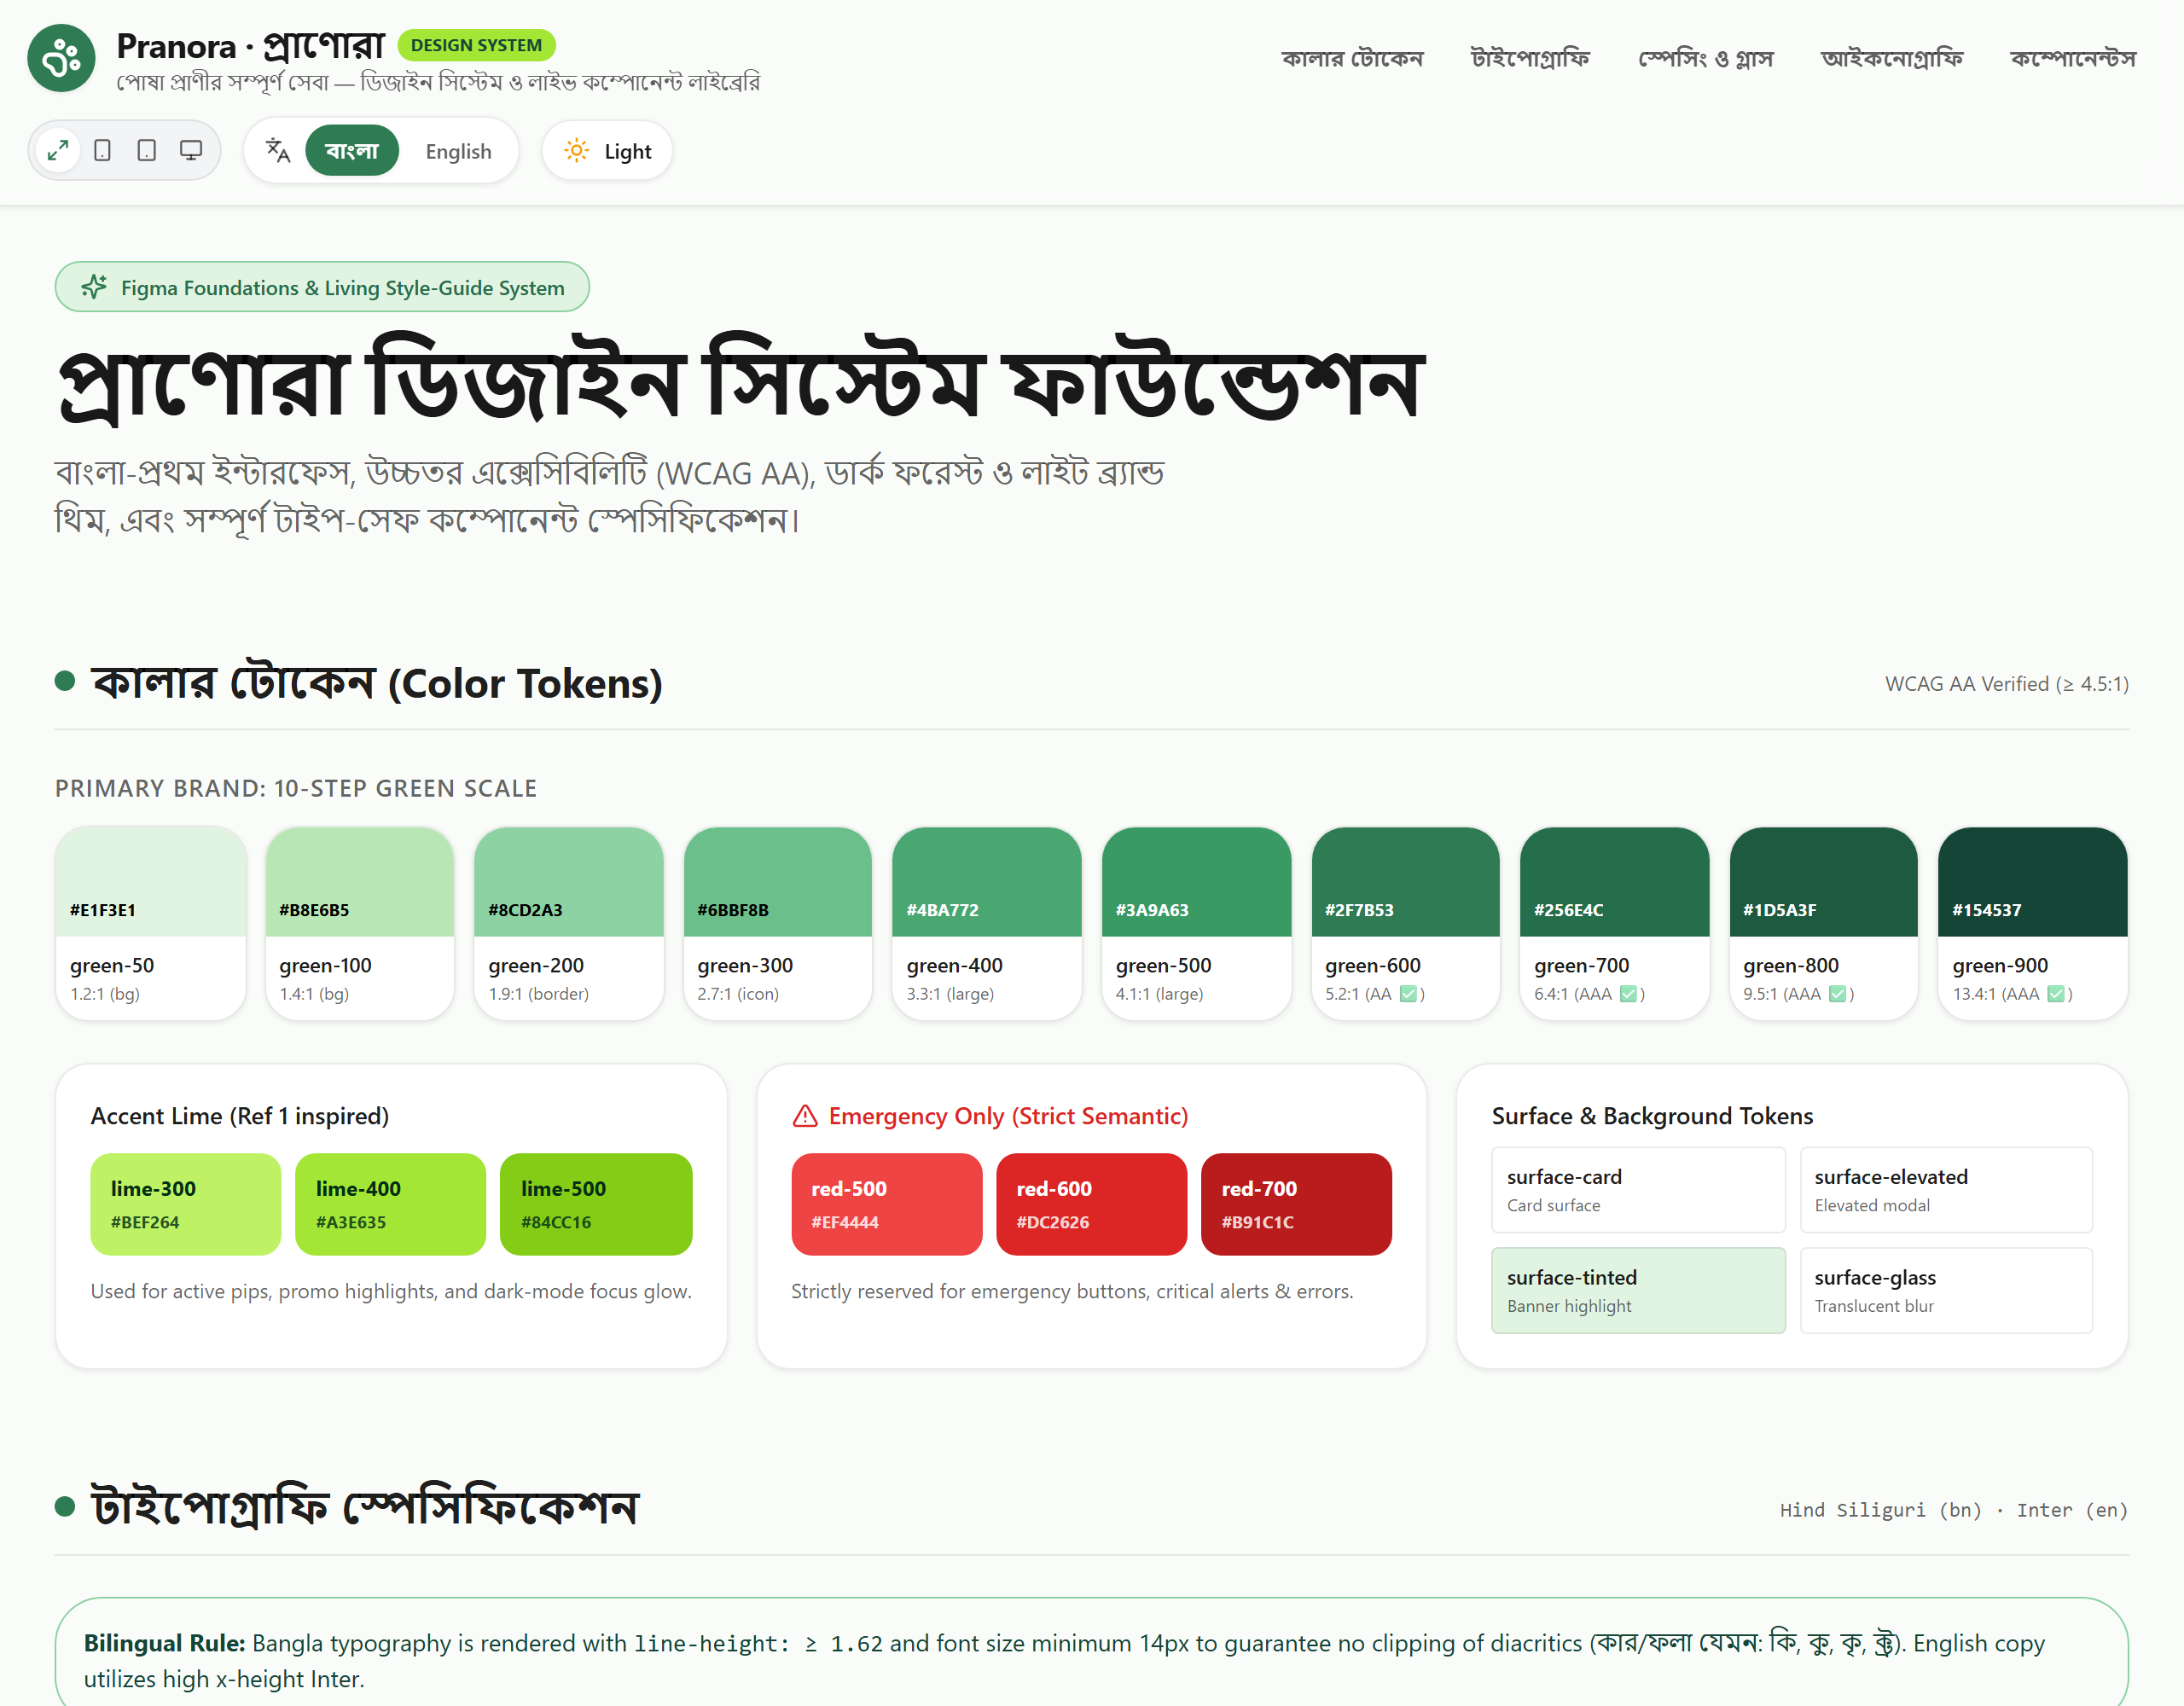 Pranora · প্রাণোরা DESIGN SYSTEM
পোষা প্রাণীর সম্পূর্ণ সেবা — ডিজাইন সিস্টেম ও লাইভ কম্পোনেন্ট লাইব্রেরি
কালার টোকেন টাইপোগ্রাফি স্পেসিং ও গ্লাস আইকনোগ্রাফি কম্পোনেন্টস
বাংলা English Light
Figma Foundations & Living Style-Guide System
প্রাণোরা ডিজাইন সিস্টেম ফাউন্ডেশন
বাংলা-প্রথম ইন্টারফেস, উচ্চতর এক্সেসিবিলিটি (WCAG AA), ডার্ক ফরেস্ট ও লাইট ব্র্যান্ড
থিম, এবং সম্পূর্ণ টাইপ-সেফ কম্পোনেন্ট স্পেসিফিকেশন।
কালার টোকেন (Color Tokens)
WCAG AA Verified (≥ 4.5:1)
PRIMARY BRAND: 10-STEP GREEN SCALE
#E1F3E1 #B8E6B5 #8CD2A3 #6BBF8B #4BA772 #3A9A63 #2F7B53 #256E4C #1D5A3F #154537
green-50 green-100 green-200 green-300 green-400 green-500 green-600 green-700 green-800 green-900
1.2:1 (bg) 1.4:1 (bg) 1.9:1 (border) 2.7:1 (icon) 3.3:1 (large) 4.1:1 (large) 5.2:1 (AA ✅) 6.4:1 (AAA ✅) 9.5:1 (AAA ✅) 13.4:1 (AAA ✅)
Accent Lime (Ref 1 inspired)
lime-300 lime-400 lime-500
#BEF264 #A3E635 #84CC16
Used for active pips, promo highlights, and dark-mode focus glow.
Emergency Only (Strict Semantic)
red-500 red-600 red-700
#EF4444 #DC2626 #B91C1C
Strictly reserved for emergency buttons, critical alerts & errors.
Surface & Background Tokens
surface-card surface-elevated
Card surface Elevated modal
surface-tinted surface-glass
Banner highlight Translucent blur
টাইপোগ্রাফি স্পেসিফিকেশন
Hind Siliguri (bn) · Inter (en)
Bilingual Rule: Bangla typography is rendered with line-height: ≥ 1.62 and font size minimum 14px to guarantee no clipping of diacritics (কার/ফলা যেমন: কি, কু, কৃ, ক্ট্র). English copy
utilizes high x-height Inter.